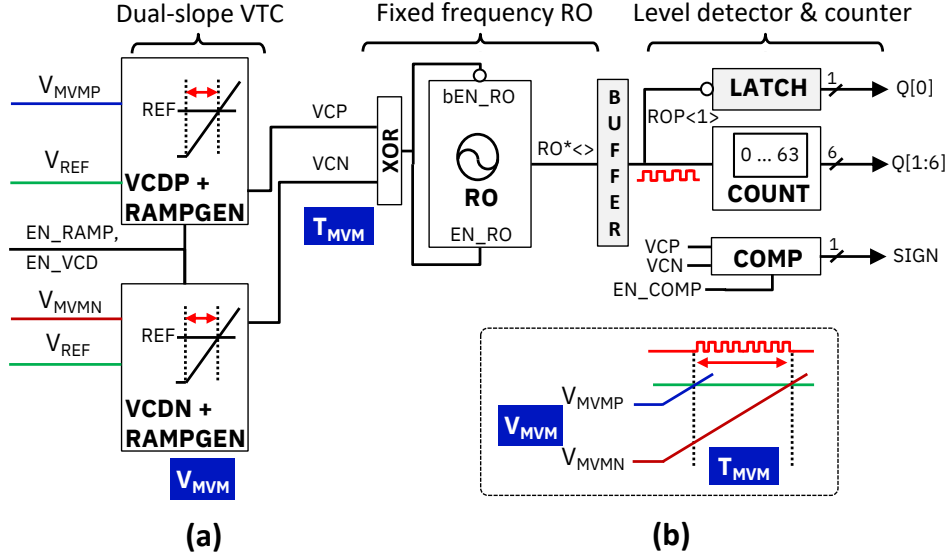 Dual-slope VTC
Fixed frequency RO
Level detector & counter
V_MVMP
REF
V_REF
VCDP +
RAMPGEN
EN_RAMP,
EN_VCD
V_MVMN
V_REF
REF
VCDN +
RAMPGEN
V_MVM
VCP
VCN
T_MVM
XOR
bEN_RO
RO
EN_RO
RO*<>
BUFFER
ROP<1>
LATCH
1
Q[0]
0 ... 63
COUNT
6
Q[1:6]
VCP
VCN
EN_COMP
COMP
1
SIGN
V_MVMP
V_MVM
V_MVMN
T_MVM
(a)
(b)